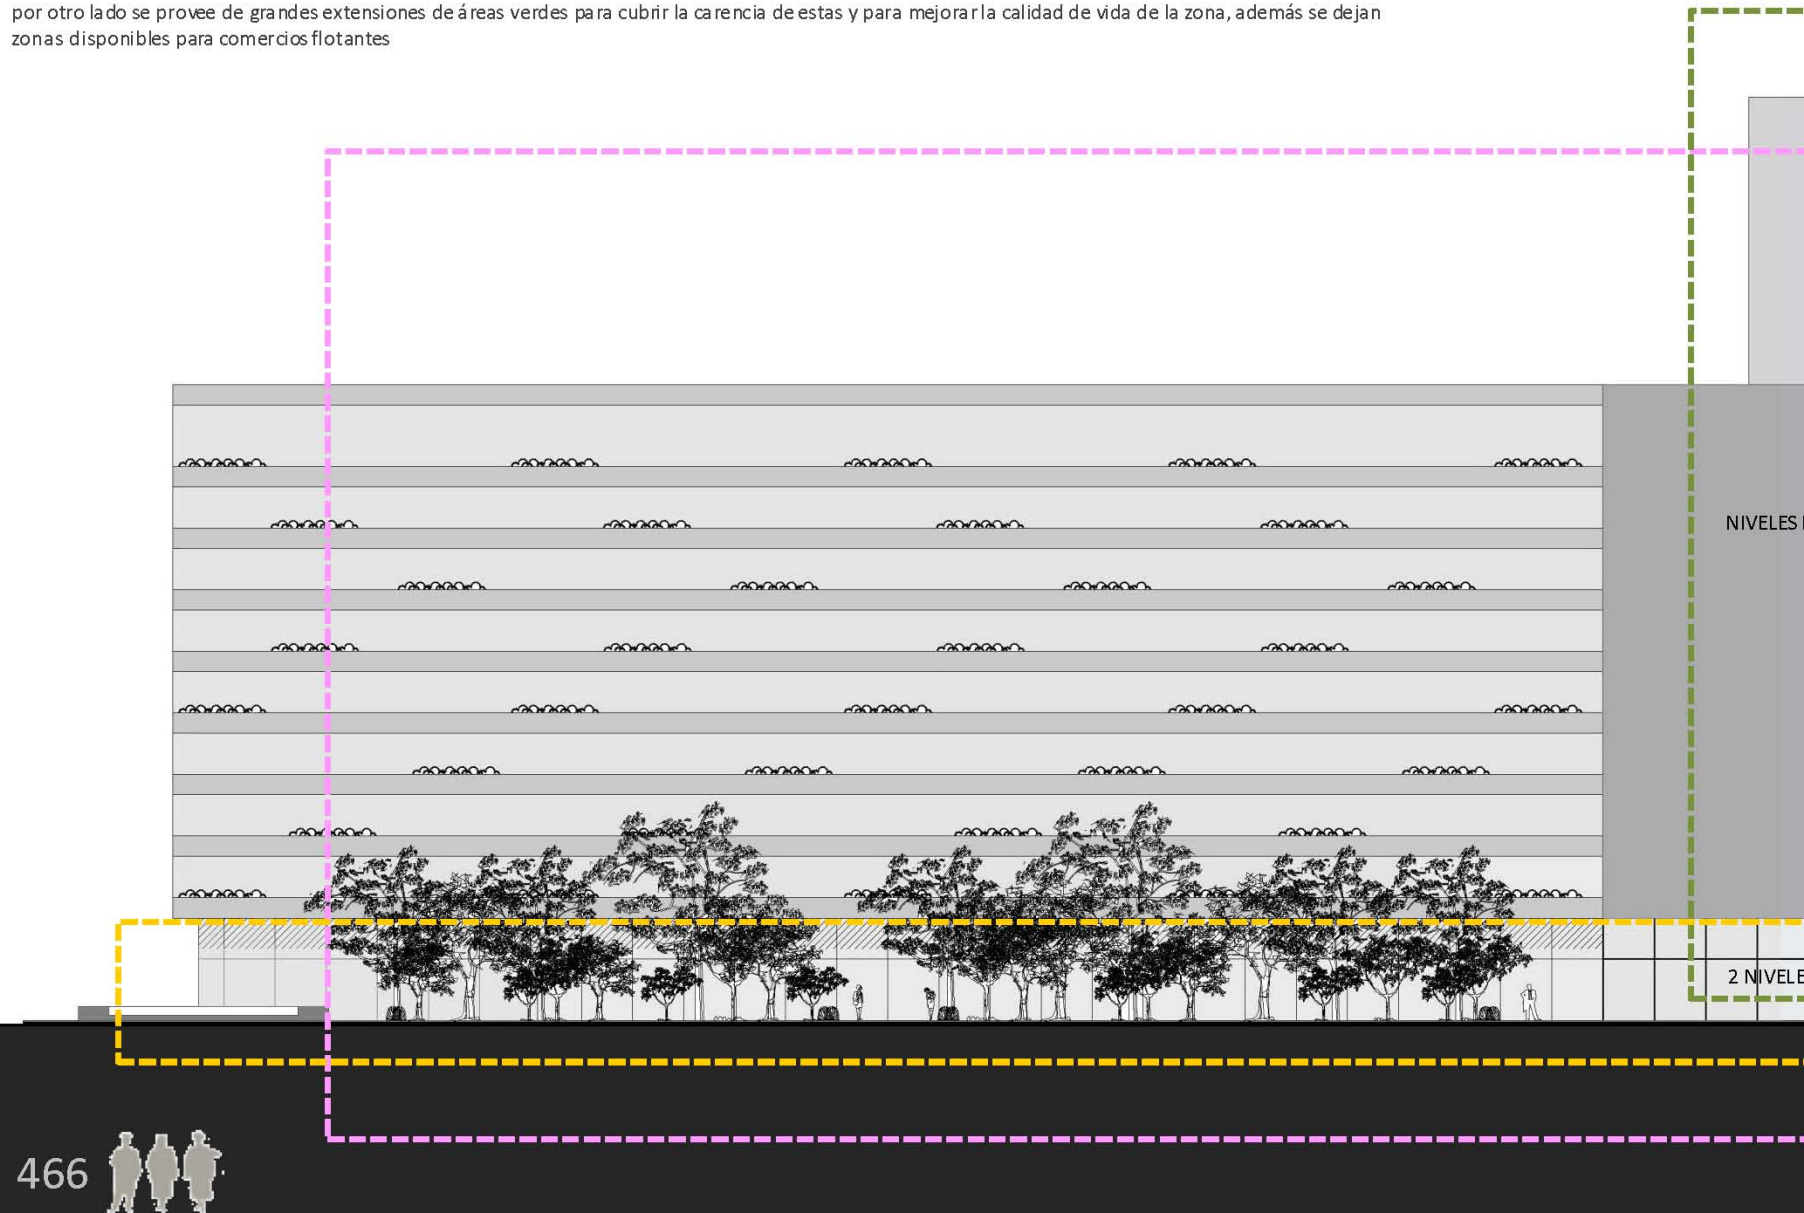 por otro lado se provee de grandes extensiones de áreas verdes para cubrir la carencia de estas y para mejorar la calidad de vida de la zona, además se dejan
zonas disponibles para comercios flotantes
NIVELES
2 NIVELE
466